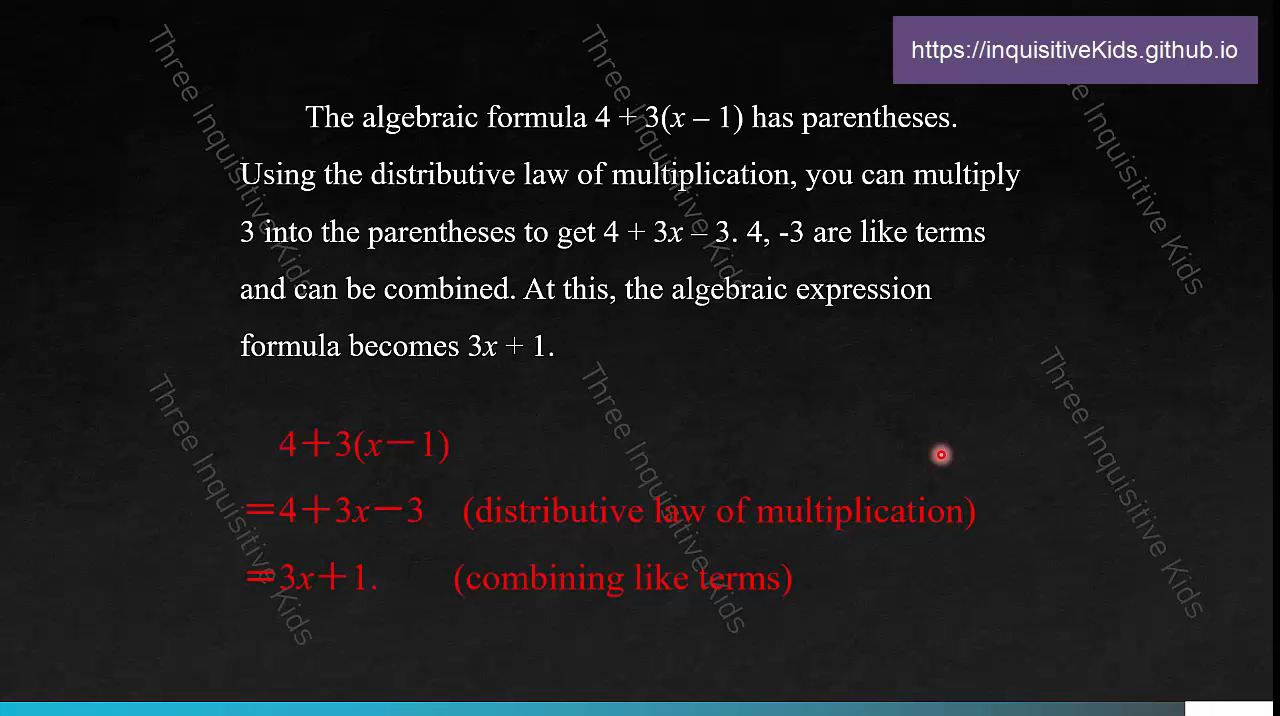 https://inquisitiveKids.github.io
The algebraic formula 4 + 3(x – 1) has parentheses.
Using the distributive law of multiplication, you can multiply
3 into the parentheses to get 4 + 3x – 3. 4, -3 are like terms
and can be combined. At this, the algebraic expression
formula becomes 3x + 1.
4＋3(x－1)
＝4＋3x－3 (distributive law of multiplication)
＝3x＋1. (combining like terms)
Three Inquisitive Kids
Three Inquisitive Kids
Three Inquisitive Kids
Three Inquisitive Kids
Three Inquisitive Kids
Three Inquisitive Kids